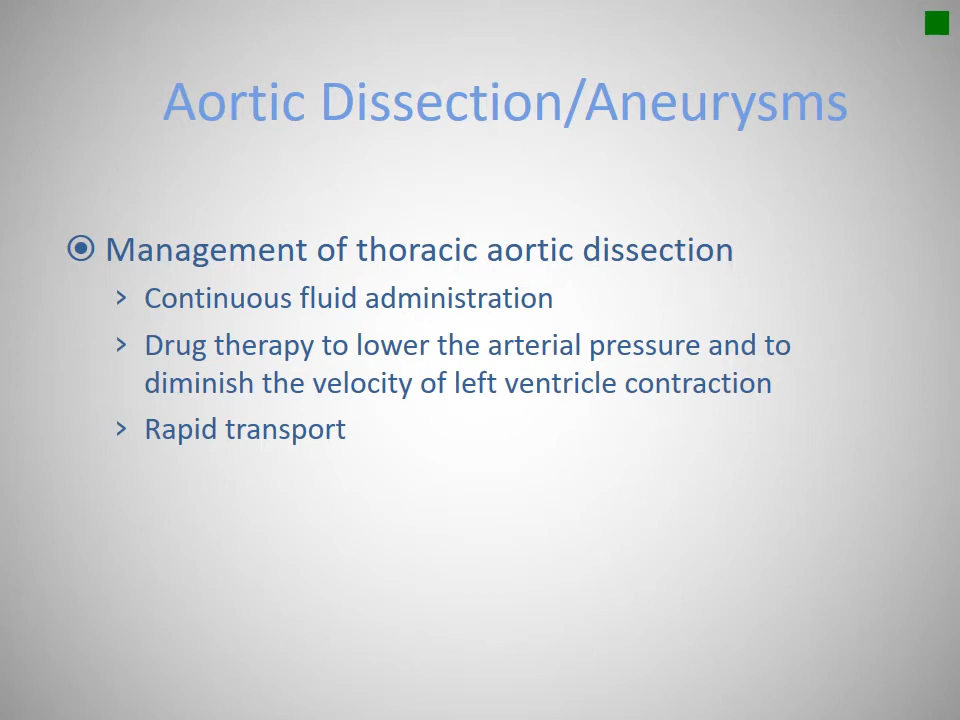 Aortic Dissection/Aneurysms
Management of thoracic aortic dissection
Continuous fluid administration
Drug therapy to lower the arterial pressure and to
diminish the velocity of left ventricle contraction
Rapid transport